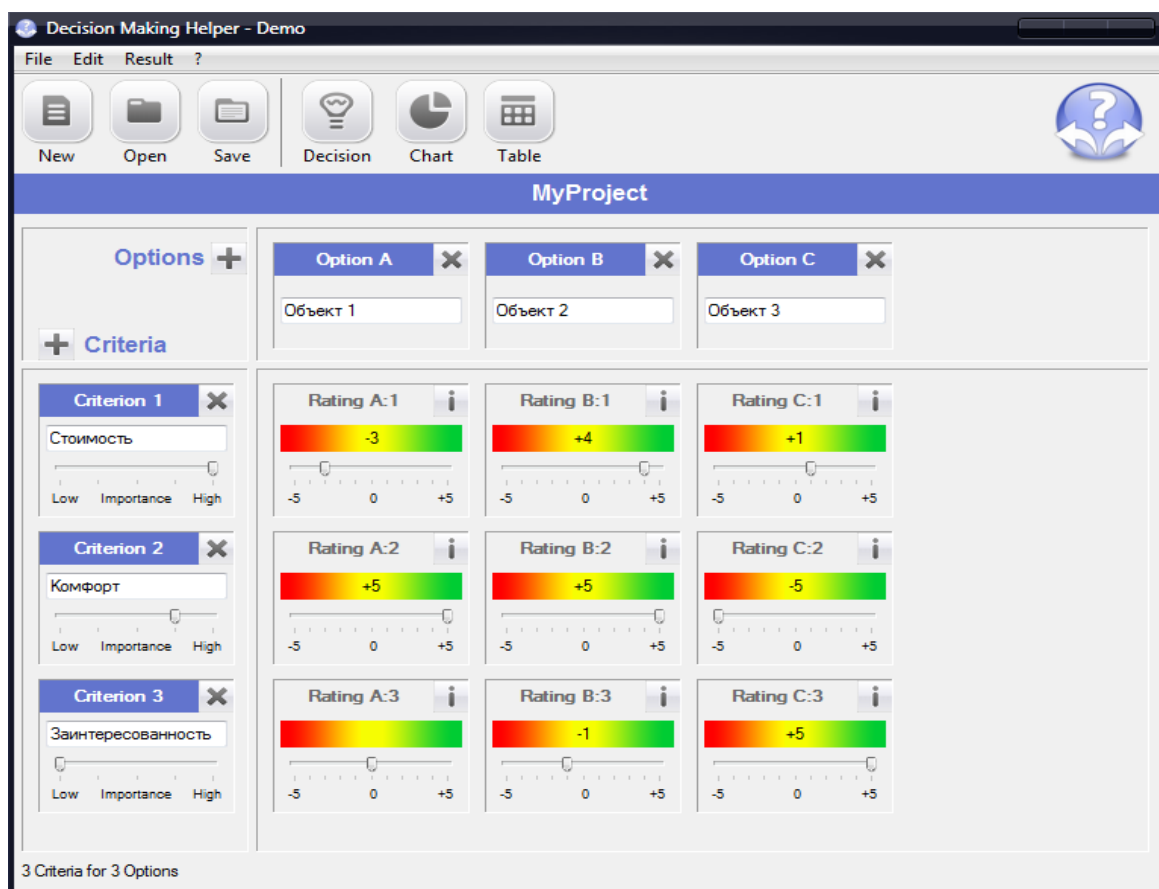 Decision Making Helper - Demo
File Edit Result ?
New Open Save Decision Chart Table
MyProject
Options
Option A Option B Option C
Объект 1 Объект 2 Объект 3
Criteria
Criterion 1 Rating A:1 Rating B:1 Rating C:1
Стоимость -3 +4 +1
Low Importance High -5 0 +5 -5 0 +5 -5 0 +5
Criterion 2 Rating A:2 Rating B:2 Rating C:2
Комфорт +5 +5 -5
Low Importance High -5 0 +5 -5 0 +5 -5 0 +5
Criterion 3 Rating A:3 Rating B:3 Rating C:3
Заинтересованность -1 +5
Low Importance High -5 0 +5 -5 0 +5 -5 0 +5
3 Criteria for 3 Options